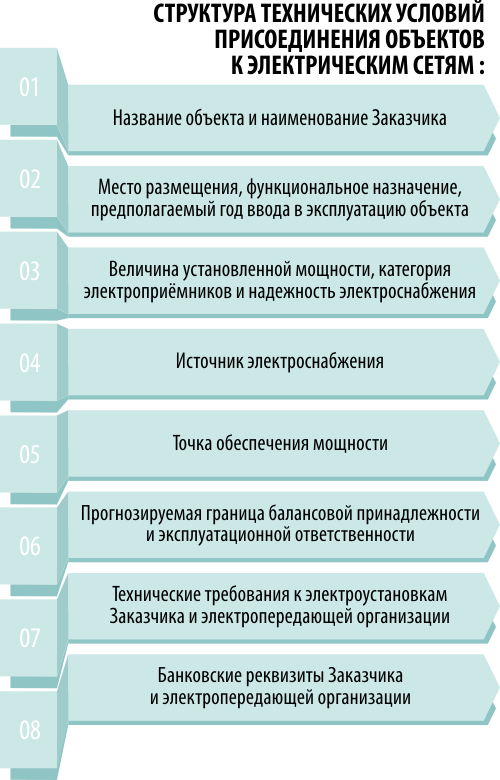 СТРУКТУРА ТЕХНИЧЕСКИХ УСЛОВИЙ
ПРИСОЕДИНЕНИЯ ОБЪЕКТОВ
К ЭЛЕКТРИЧЕСКИМ СЕТЯМ :
01
Название объекта и наименование Заказчика
02
Место размещения, функциональное назначение,
предполагаемый год ввода в эксплуатацию объекта
03
Величина установленной мощности, категория
электроприёмников и надежность электроснабжения
04
Источник электроснабжения
05
Точка обеспечения мощности
06
Прогнозируемая граница балансовой принадлежности
и эксплуатационной ответственности
07
Технические требования к электроустановкам
Заказчика и электропередающей организации
08
Банковские реквизиты Заказчика
и электропередающей организации